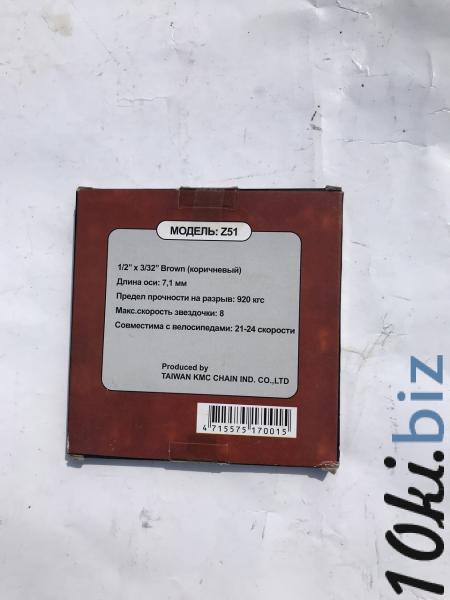 МОДЕЛЬ: Z51
1/2" x 3/32" Brown (коричневый)
Длина оси: 7,1 мм
Предел прочности на разрыв: 920 кгс
Макс.скорость звездочки: 8
Совместима с велосипедами: 21-24 скорости
Produced by
TAIWAN KMC CHAIN IND. CO.,LTD
4 715575 170015
10ki.biz